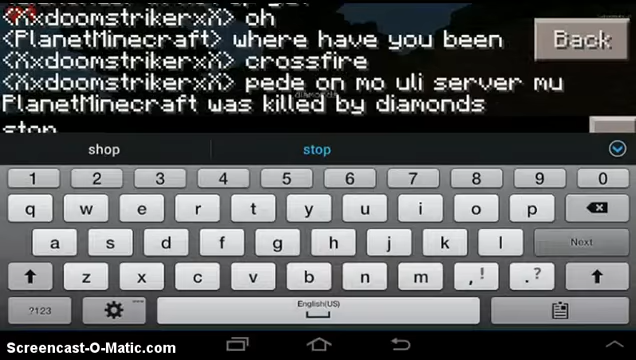 <XxdoomstrikerxX> oh
<PlanetMinecraft> where have you been
Back
<XxdoomstrikerxX> crossfire
<XxdoomstrikerxX> pede on mo uli server mu
PlanetMinecraft was killed by diamonds
stop
shop stop
1 2 3 4 5 6 7 8 9 0
q w e r t y u i o p
a s d f g h j k l Next
z x c v b n m ,! .?
?123 English(US)
Screencast-O-Matic.com